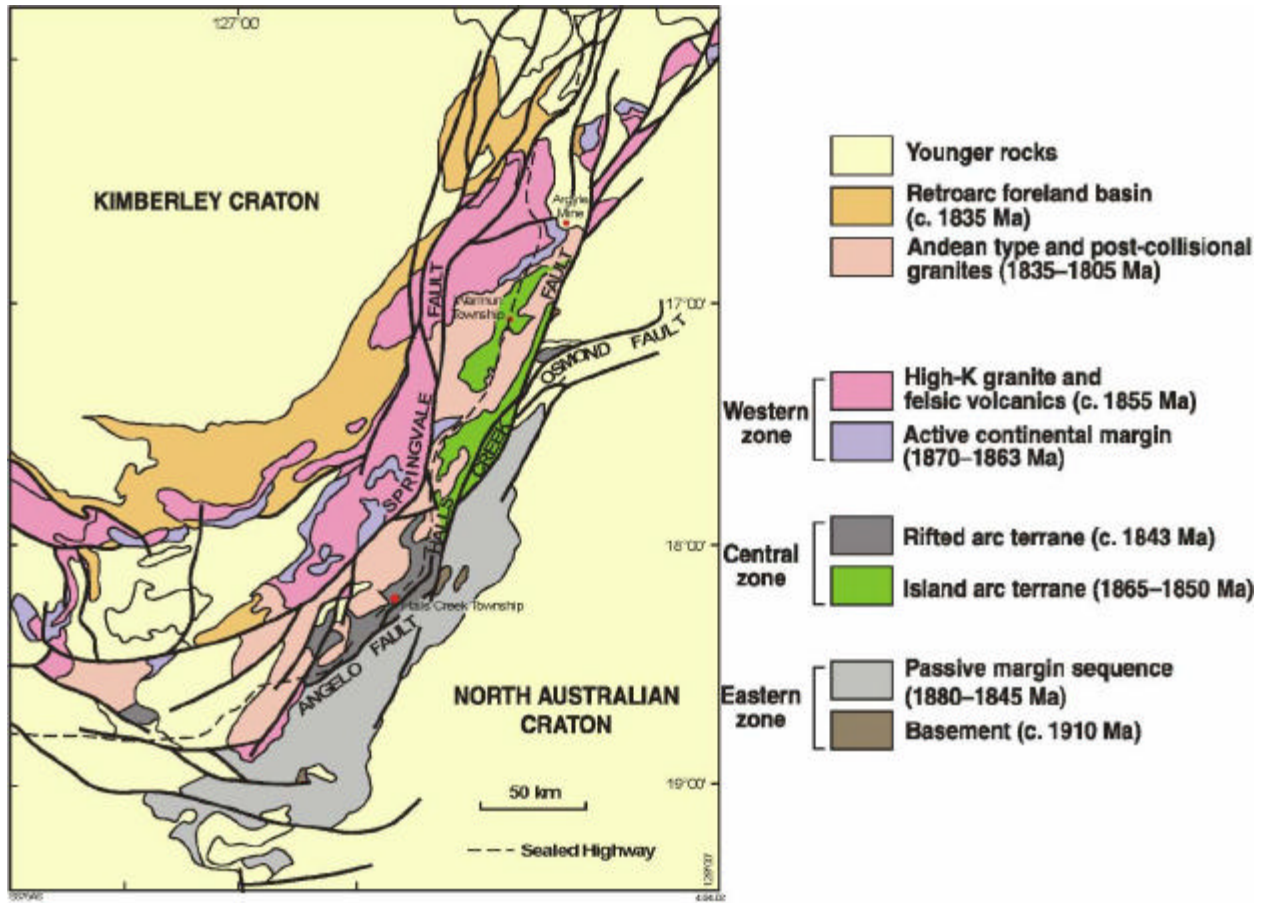 127°00'
KIMBERLEY CRATON
Argyle
Mine
FAULT
FAULT
Warmun
Township
17°00'
OSMOND FAULT
SPRINGVALE
CREEK
HALLS
18°00'
Halls Creek Township
ANGELO FAULT
NORTH AUSTRALIAN
CRATON
19°00'
50 km
Sealed Highway
4.04.02
Younger rocks
Retroarc foreland basin
(c. 1835 Ma)
Andean type and post-collisional
granites (1835–1805 Ma)
Western
zone
High-K granite and
felsic volcanics (c. 1855 Ma)
Active continental margin
(1870–1863 Ma)
Central
zone
Rifted arc terrane (c. 1843 Ma)
Island arc terrane (1865–1850 Ma)
Eastern
zone
Passive margin sequence
(1880–1845 Ma)
Basement (c. 1910 Ma)